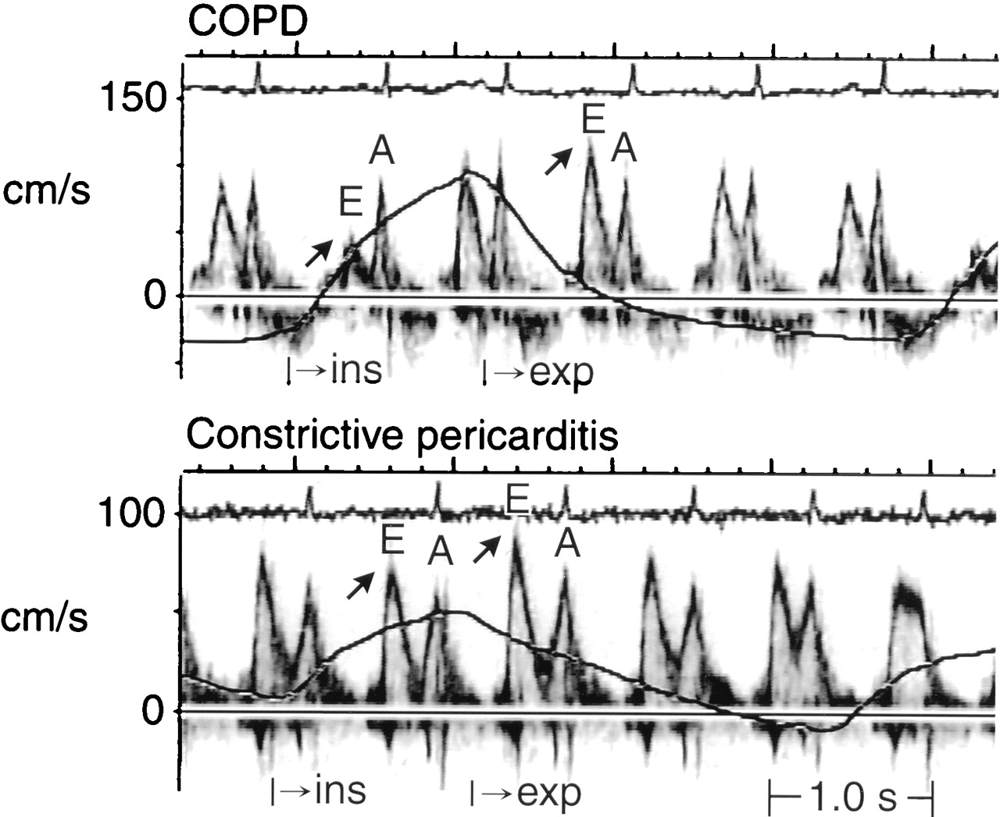 COPD
150
E
A
A
cm/s
E
0
|→ins
|→exp
Constrictive pericarditis
100
E
E
A
A
cm/s
0
|→ins
|→exp
|— 1.0 s —|